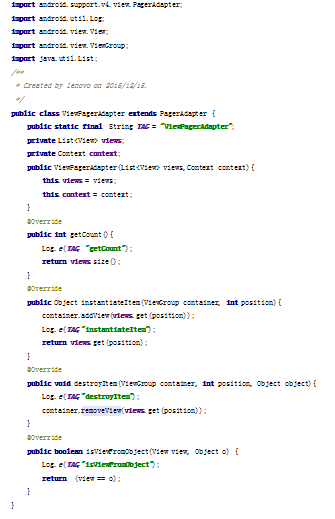 import android.support.v4.view.PagerAdapter;
import android.util.Log;
import android.view.View;
import android.view.ViewGroup;
import java.util.List;
/**
 * Created by lenovo on 2015/12/15.
 */
public class ViewPagerAdapter extends PagerAdapter {
    public static final String TAG = "ViewPagerAdapter";
    private List<View> views;
    private Context context;
    public ViewPagerAdapter(List<View> views,Context context){
        this.views = views;
        this.context = context;
    }
    @Override
    public int getCount(){
        Log.e(TAG, "getCount");
        return views.size();
    }
    @Override
    public Object instantiateItem(ViewGroup container, int position){
        container.addView(views.get(position));
        Log.e(TAG,"instantiateItem");
        return views.get(position);
    }
    @Override
    public void destroyItem(ViewGroup container, int position, Object object){
        Log.e(TAG,"destroyItem");
        container.removeView(views.get(position));
    }
    @Override
    public boolean isViewFromObject(View view, Object o) {
        Log.e(TAG,"isViewFromObject");
        return (view == o);
    }
}